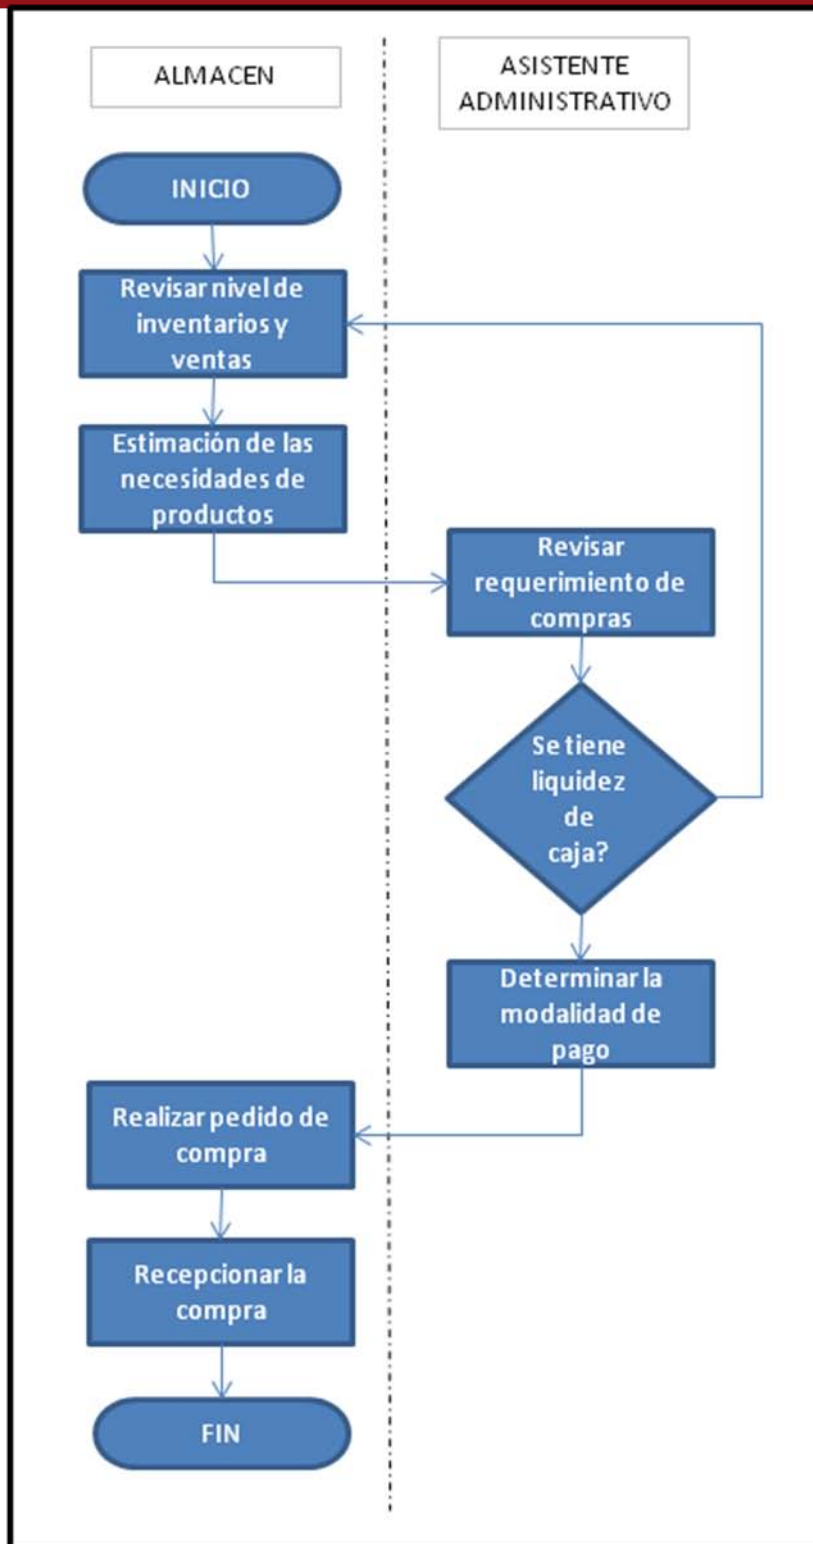 ALMACEN
ASISTENTE
ADMINISTRATIVO
INICIO
Revisar nivel de
inventarios y
ventas
Estimación de las
necesidades de
productos
Revisar
requerimiento de
compras
Se tiene
liquidez
de
caja?
Determinar la
modalidad de
pago
Realizar pedido de
compra
Recepcionar la
compra
FIN